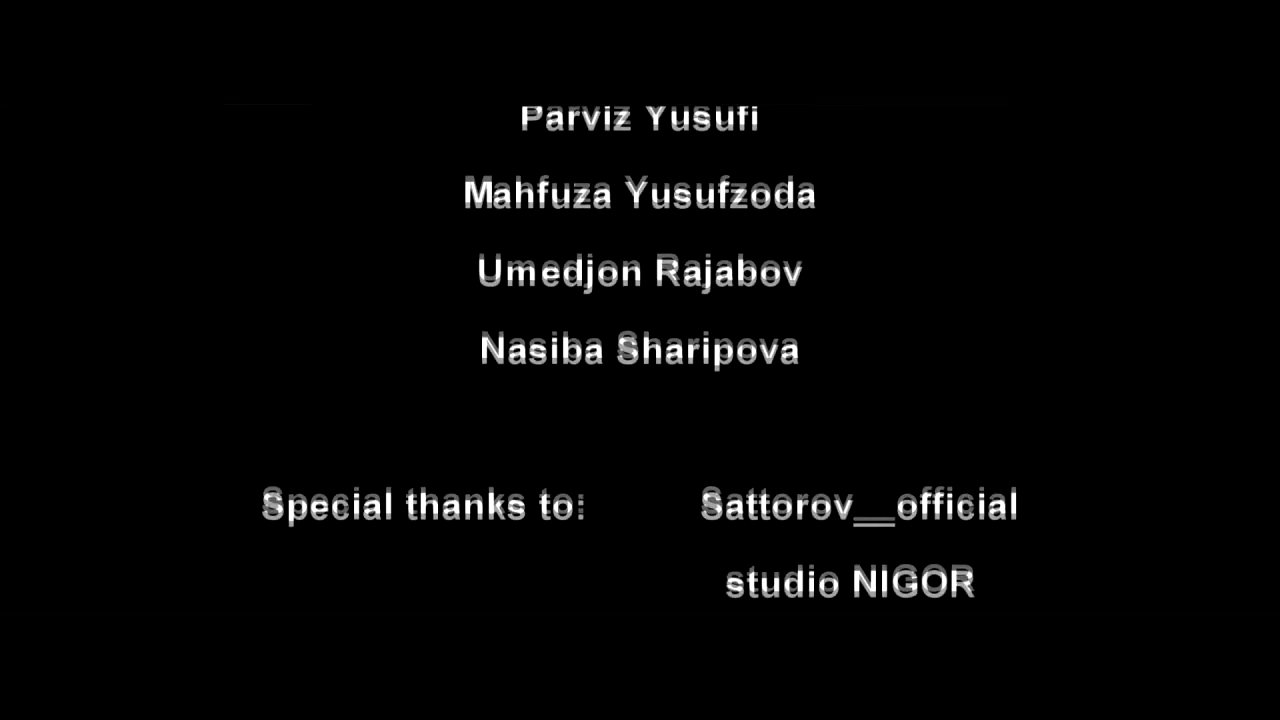 Parviz Yusufi
Mahfuza Yusufzoda
Umedjon Rajabov
Nasiba Sharipova
Special thanks to: Sattorov__official
studio NIGOR